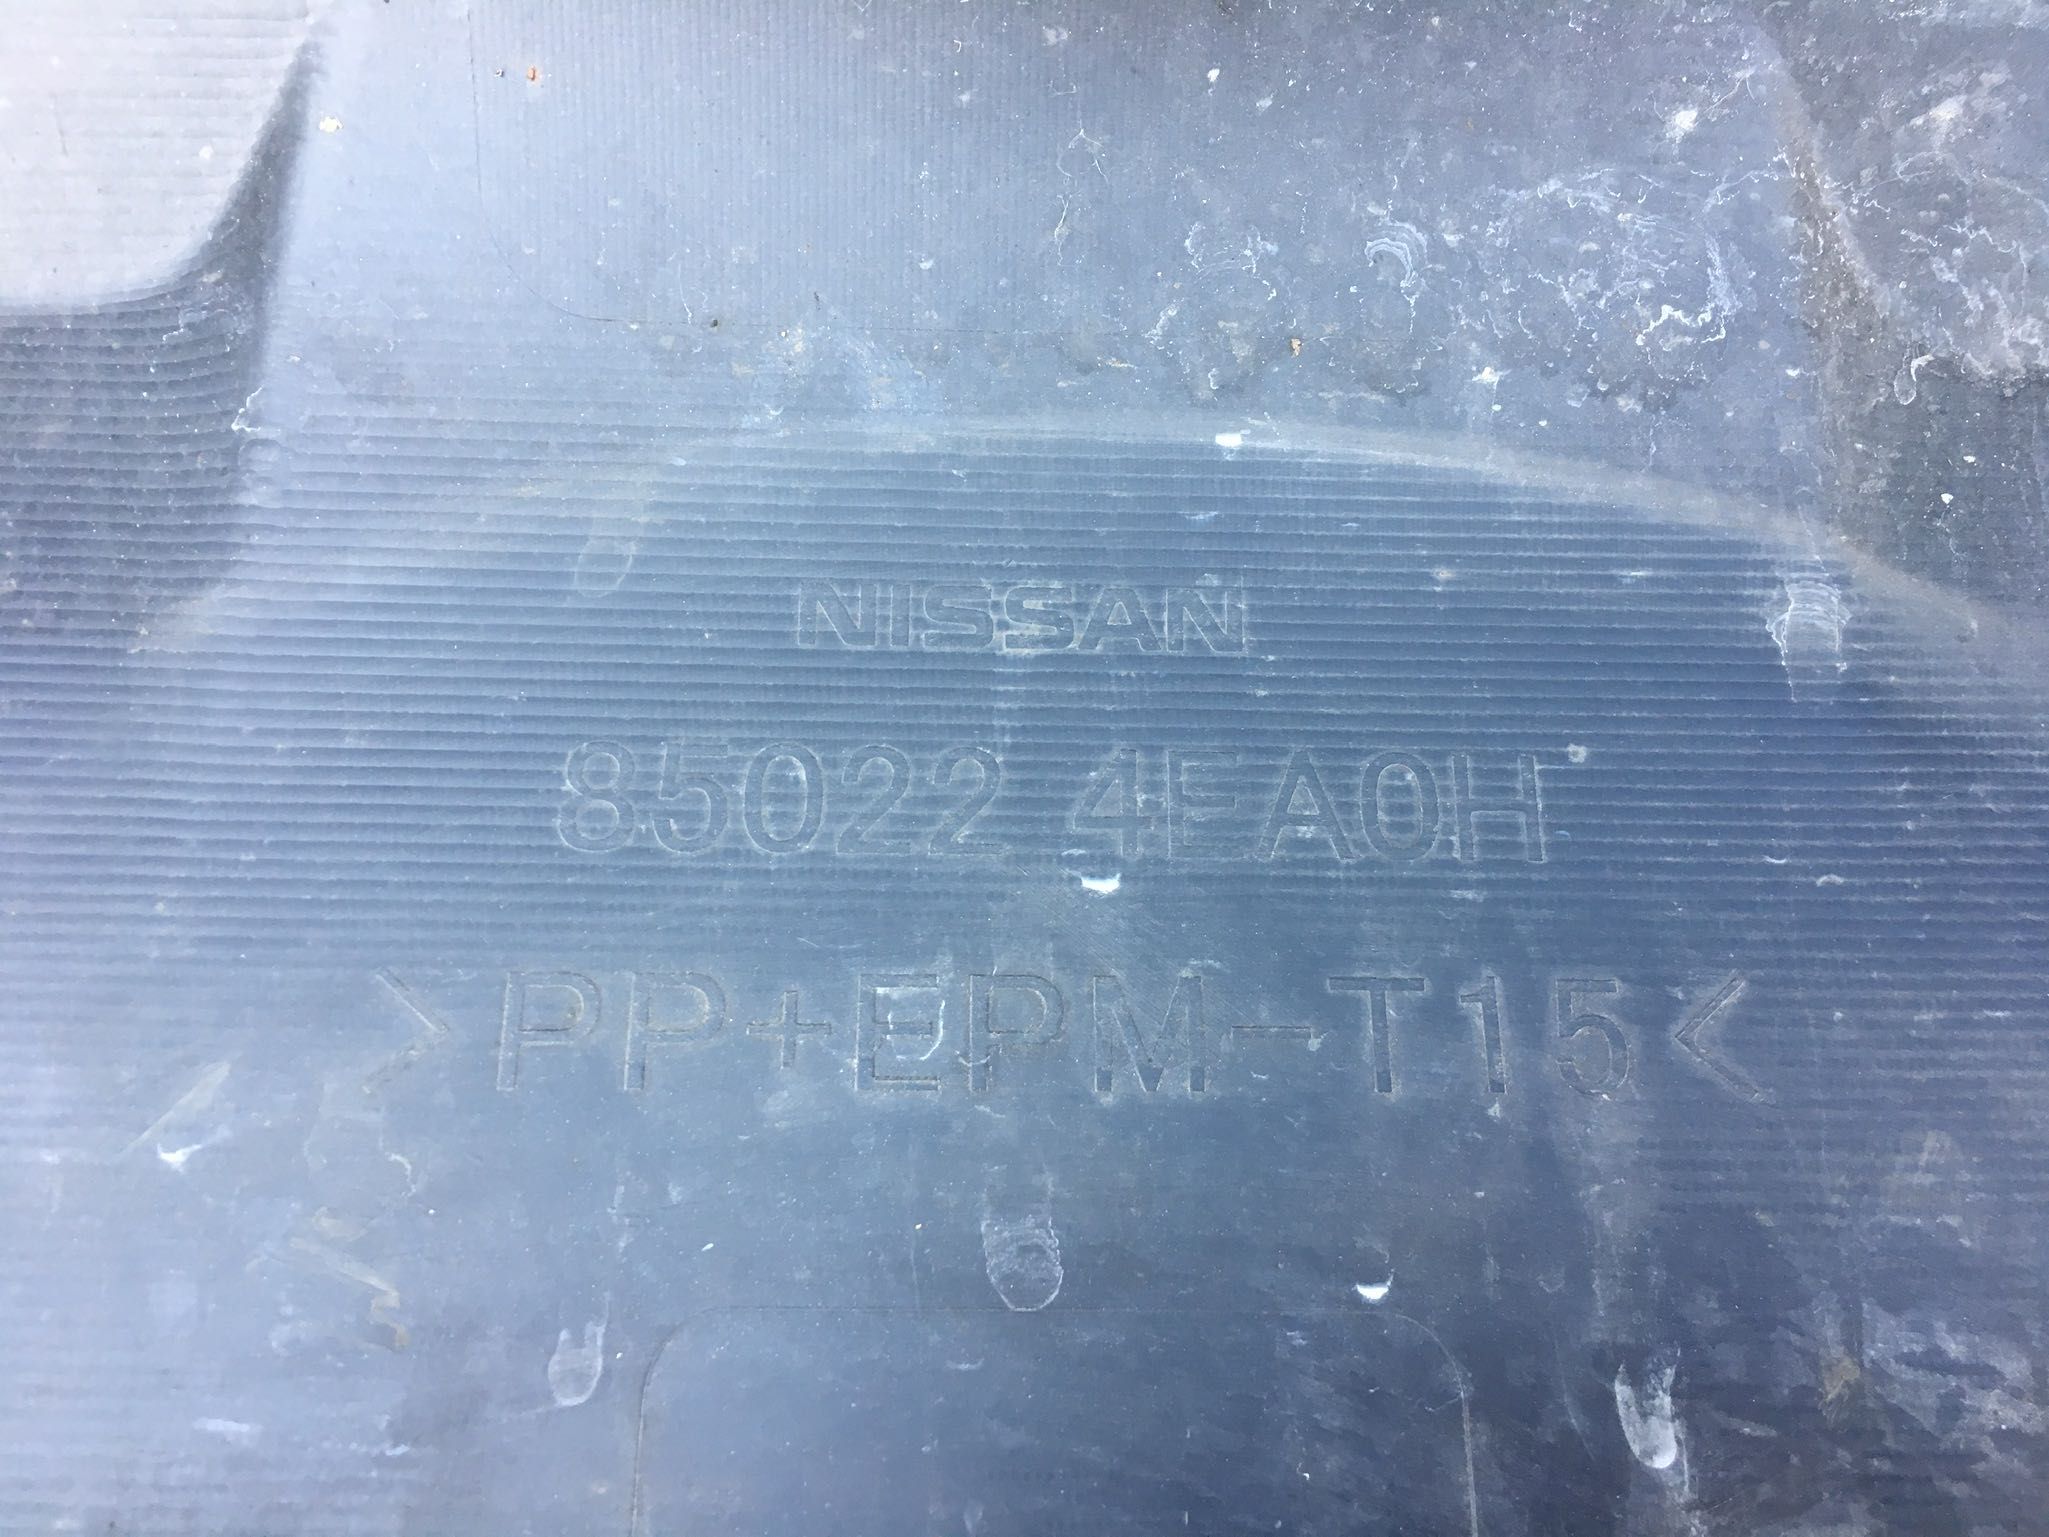 NISSAN
85022 4EA0H
>PP+EPM-T15<